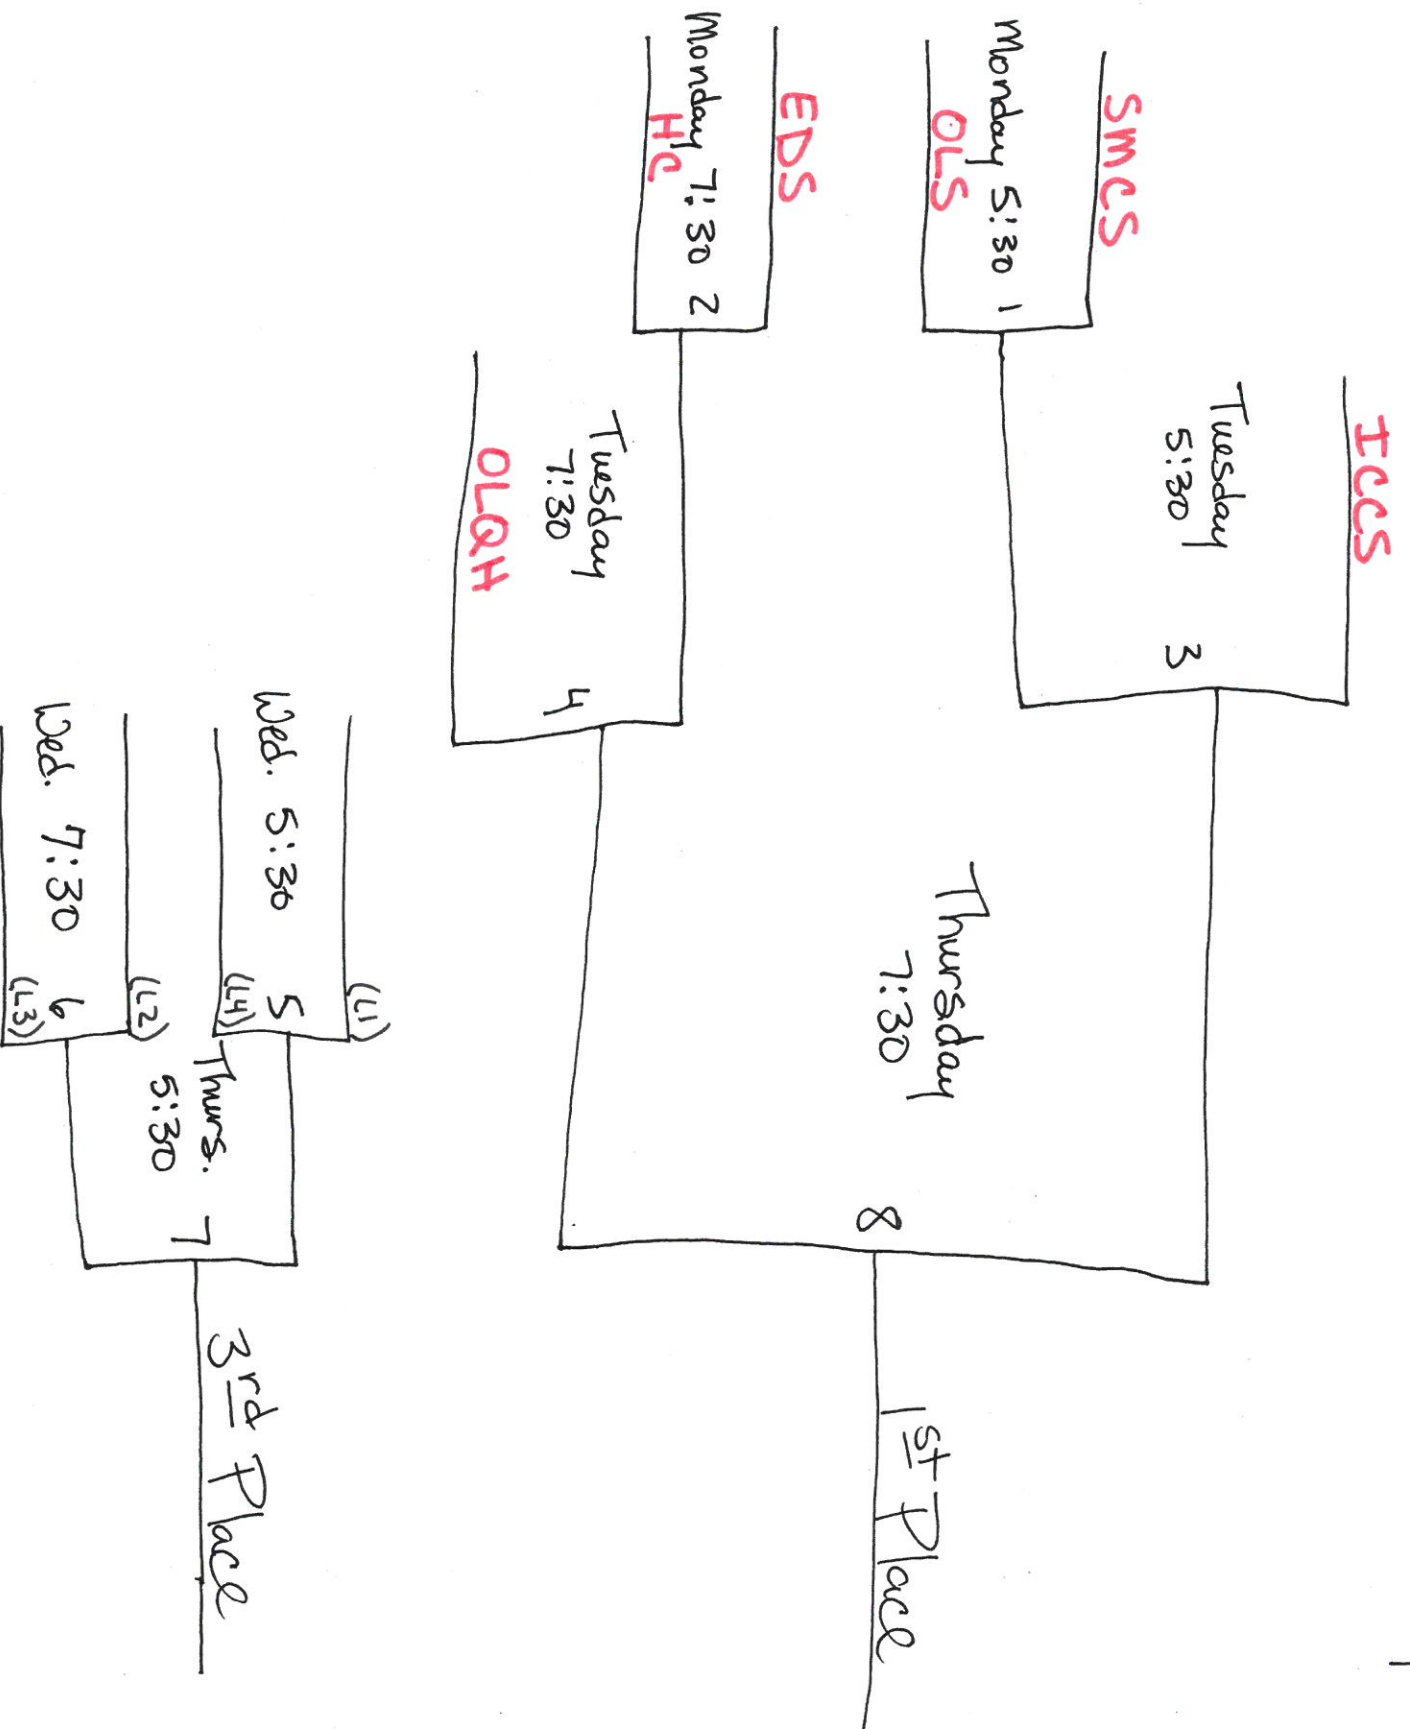 ICCS
Tuesday
5:30
3
SMCS
Monday 5:30 1
OLS
EDS
Monday 7:30 2
HC
Tuesday
7:30
4
OLQH
Thursday
7:30
8
1st Place
(L1)
Wed. 5:30 5
(L4)
(L2)
Wed. 7:30 6
(L3)
Thurs.
5:30
7
3rd Place